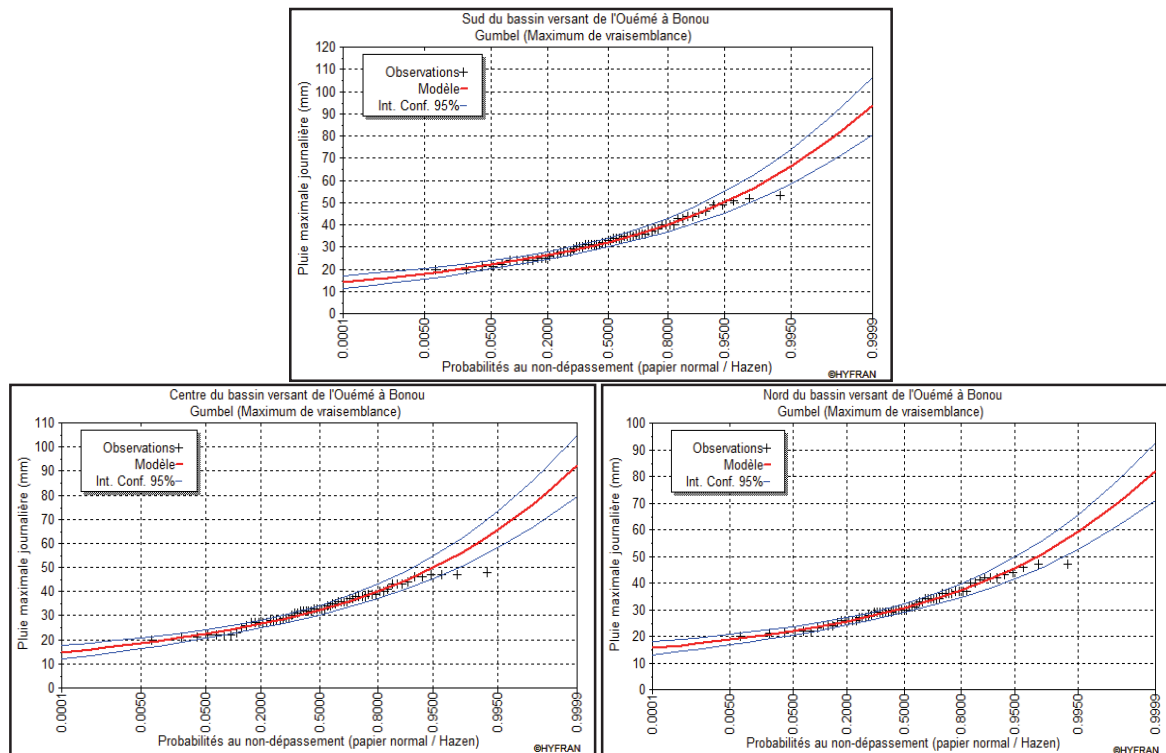 Sud du bassin versant de l'Ouémé à Bonou
Gumbel (Maximum de vraisemblance)
Pluie maximale journalière (mm)
120
110
100
90
80
70
60
50
40
30
20
10
0
Observations+
Modèle–
Int. Conf. 95%–
0.0001
0.0050
0.0500
0.2000
0.5000
0.8000
0.9500
0.9950
0.9999
Probabilités au non-dépassement (papier normal / Hazen)
©HYFRAN
Centre du bassin versant de l'Ouémé à Bonou
Gumbel (Maximum de vraisemblance)
Pluie maximale journalière (mm)
110
100
90
80
70
60
50
40
30
20
10
0
Observations+
Modèle–
Int. Conf. 95%–
0.0001
0.0050
0.0500
0.2000
0.5000
0.8000
0.9500
0.9950
0.9999
Probabilités au non-dépassement (papier normal / Hazen)
©HYFRAN
Nord du bassin versant de l'Ouémé à Bonou
Gumbel (Maximum de vraisemblance)
Pluie maximale journalière (mm)
100
90
80
70
60
50
40
30
20
10
0
Observations+
Modèle–
Int. Conf. 95%–
0.0001
0.0050
0.0500
0.2000
0.5000
0.8000
0.9500
0.9950
0.9999
Probabilités au non-dépassement (papier normal / Hazen)
©HYFRAN